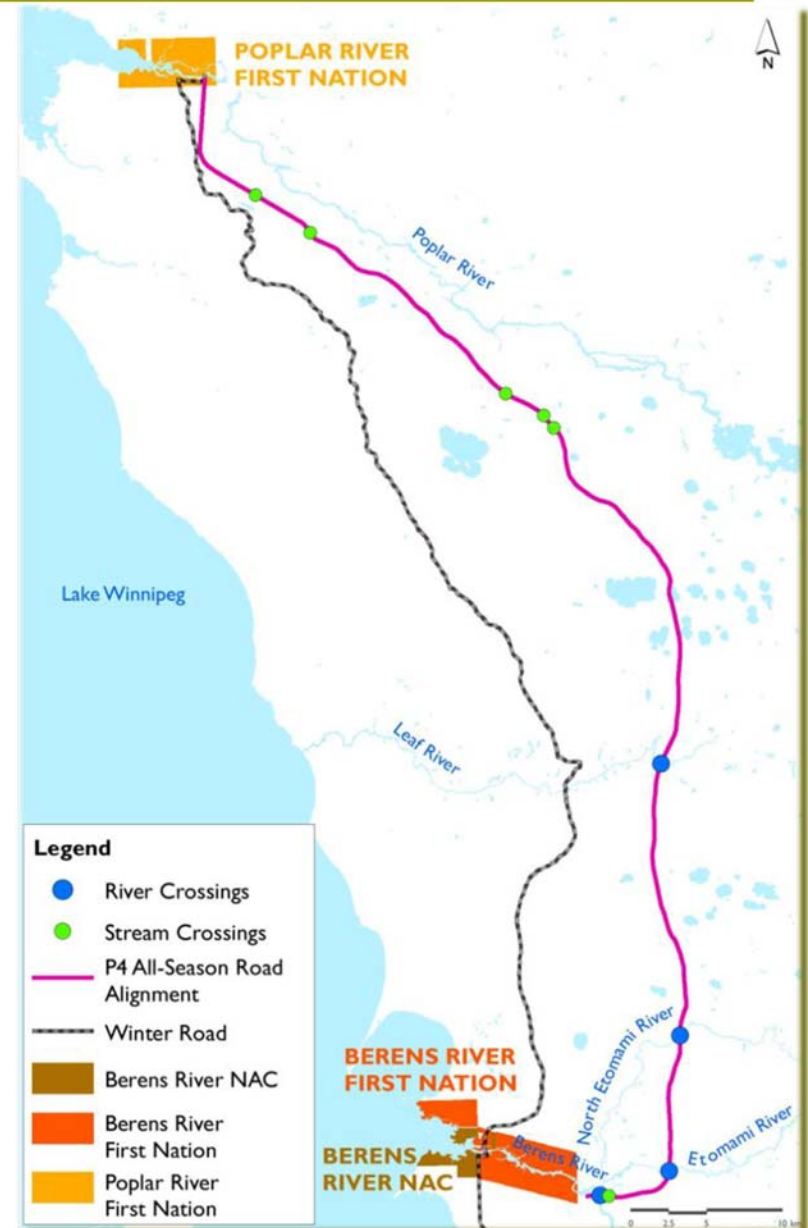 POPLAR RIVER
FIRST NATION
N
Poplar River
Lake Winnipeg
Leaf River
Legend
River Crossings
Stream Crossings
P4 All-Season Road
Alignment
Winter Road
Berens River NAC
Berens River
First Nation
Poplar River
First Nation
BERENS RIVER
FIRST NATION
North Etomami River
Etomami River
Berens River
BERENS
RIVER NAC
0 2.5 5 10